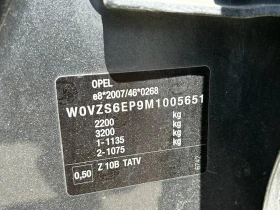 OPEL
e8*2007/46*0268
W0VZS6EP9M1005651
2200 kg
3200 kg
1-1135 kg
2-1075 kg
0,50 Z 10B TATV